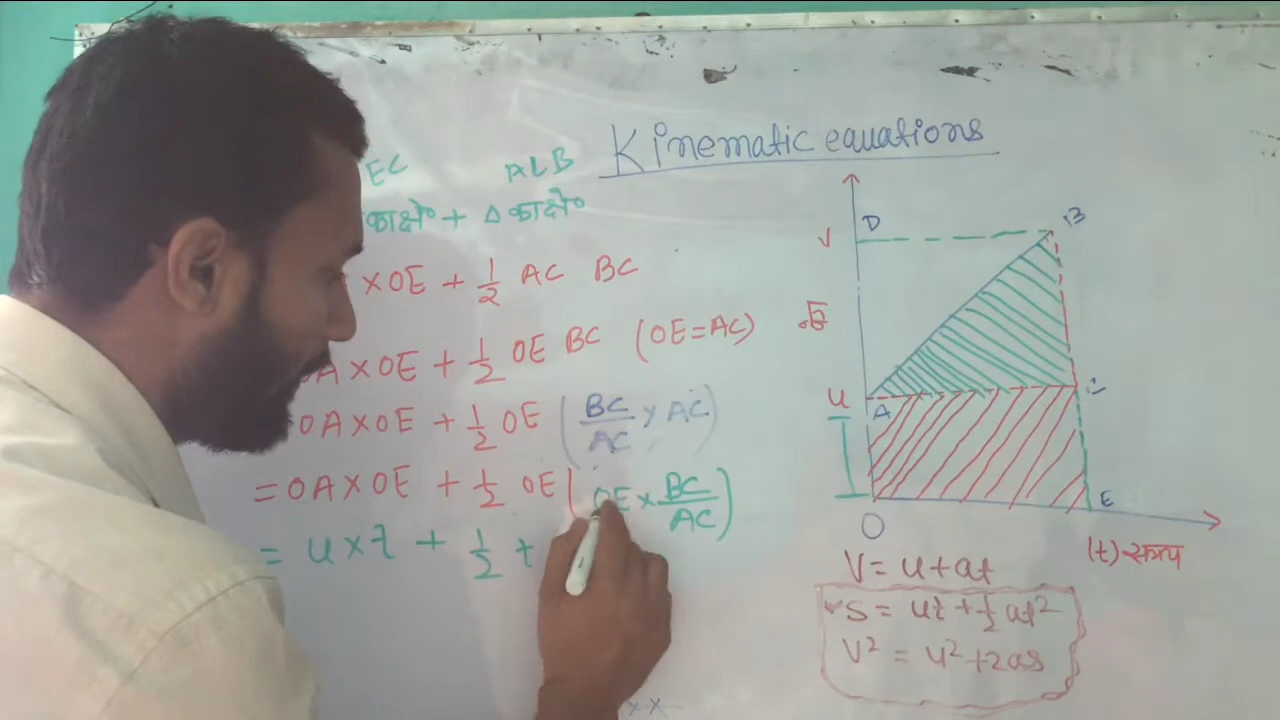 Kinematic equations
EC ALB
काक्षे० + Δ काक्षे०
×OE + 1/2 AC BC
OA×OE + 1/2 OE BC (OE=AC)
OA×OE + 1/2 OE (BC/AC × AC)
= OA×OE + 1/2 OE (OE × BC/AC)
= u×t + 1/2 t
D B
V
वेग
u A C
O E
(t) समय
V = u+at
S = ut + 1/2 at²
V² = u²+2as
×X